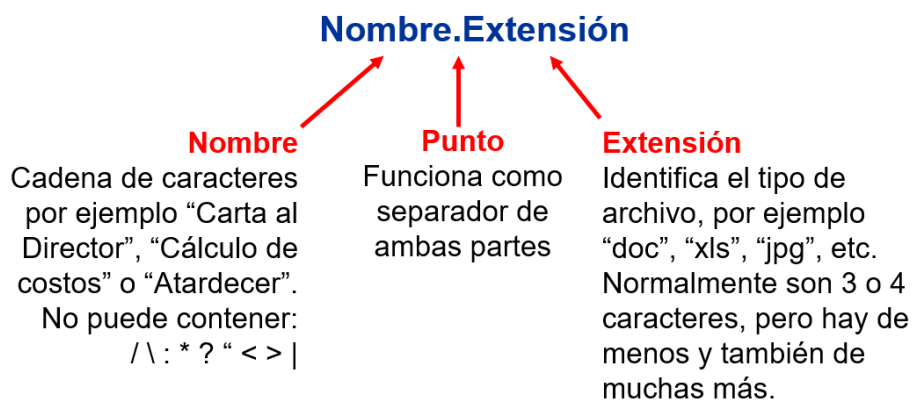 Nombre.Extensión
Nombre
Cadena de caracteres
por ejemplo “Carta al
Director”, “Cálculo de
costos” o “Atardecer”.
No puede contener:
/ \ : * ? “ < > |
Punto
Funciona como
separador de
ambas partes
Extensión
Identifica el tipo de
archivo, por ejemplo
“doc”, “xls”, “jpg”, etc.
Normalmente son 3 o 4
caracteres, pero hay de
menos y también de
muchas más.